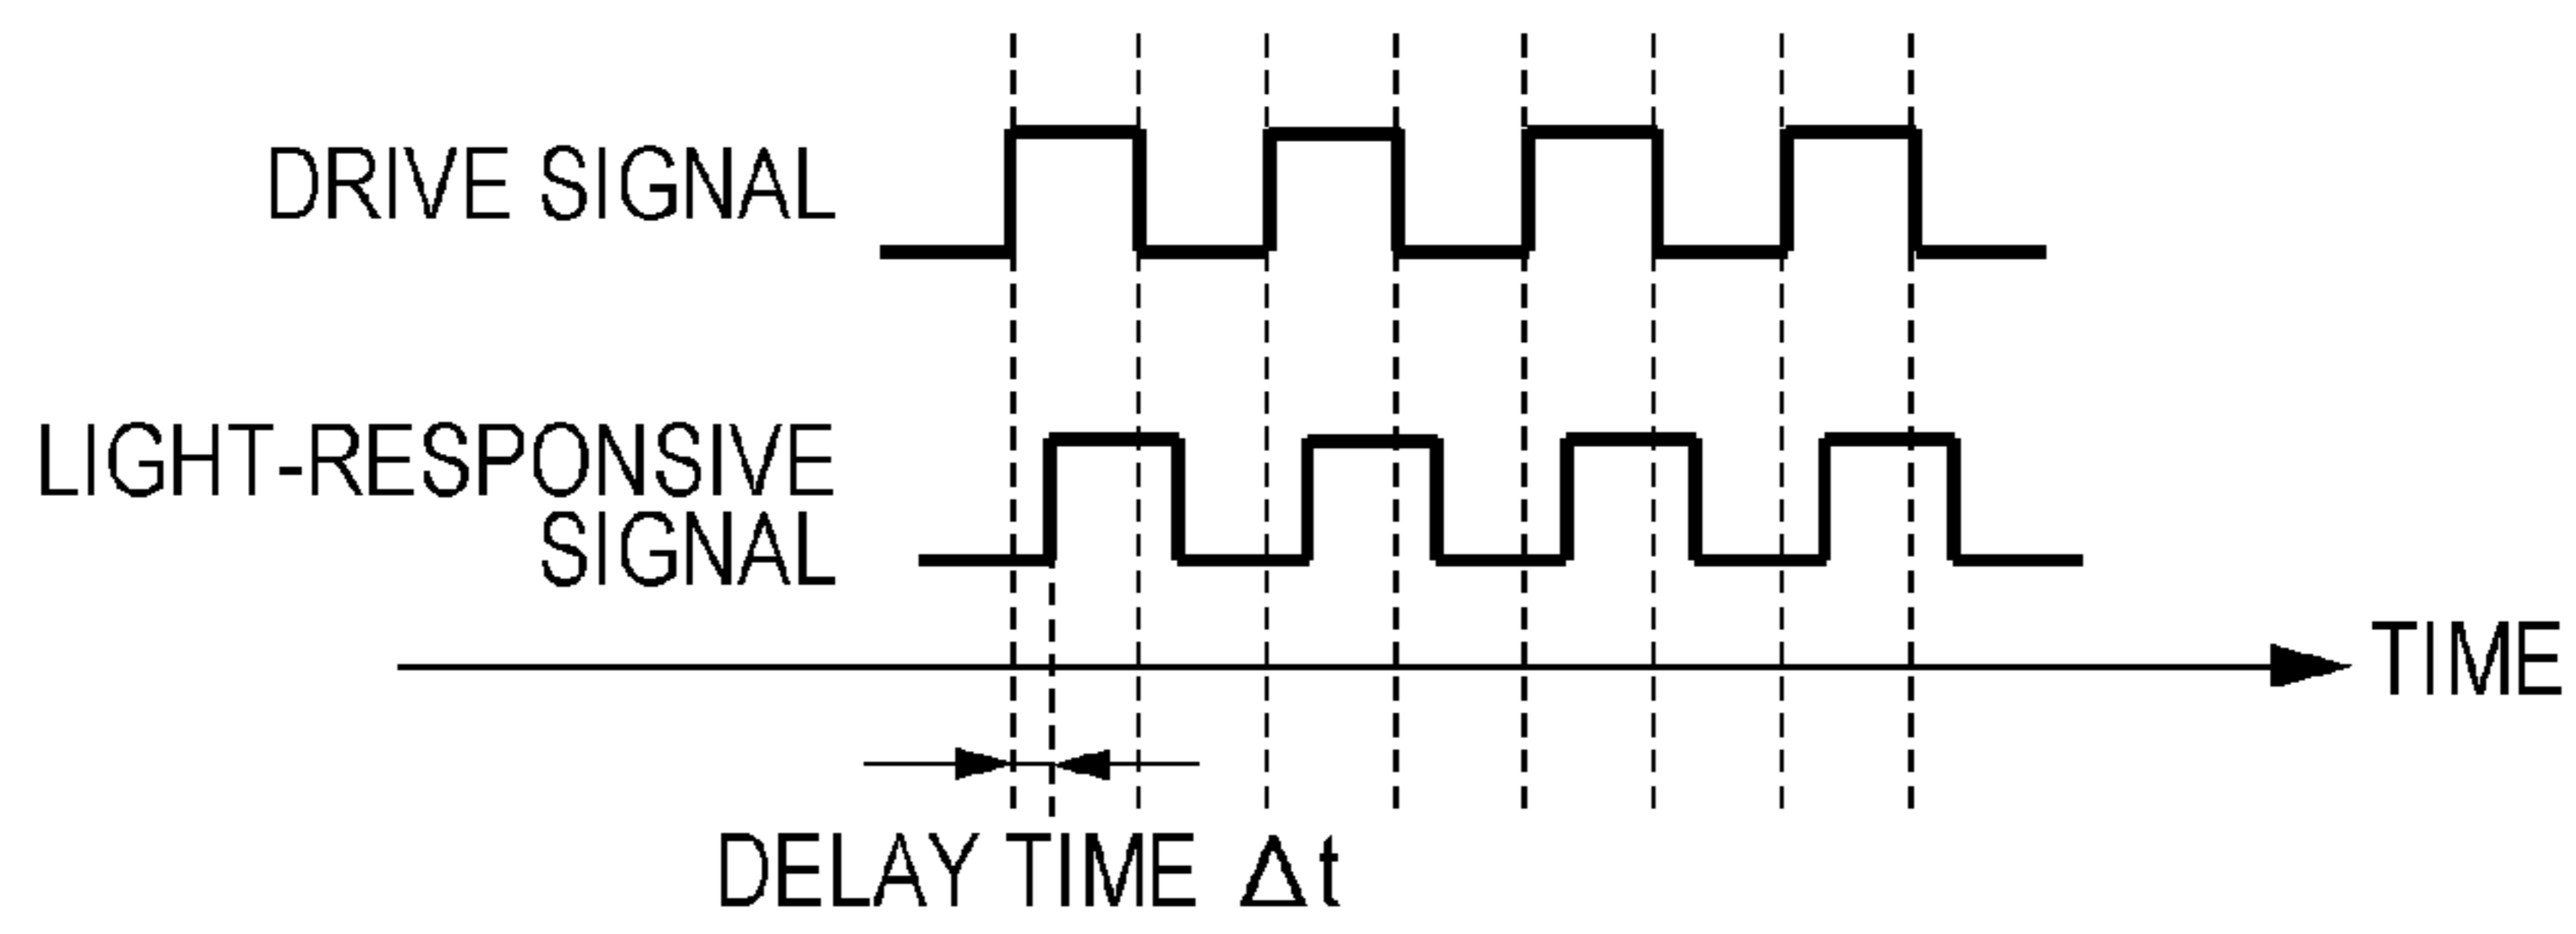 DRIVE SIGNAL
LIGHT-RESPONSIVE
SIGNAL
TIME
DELAY TIME Δt